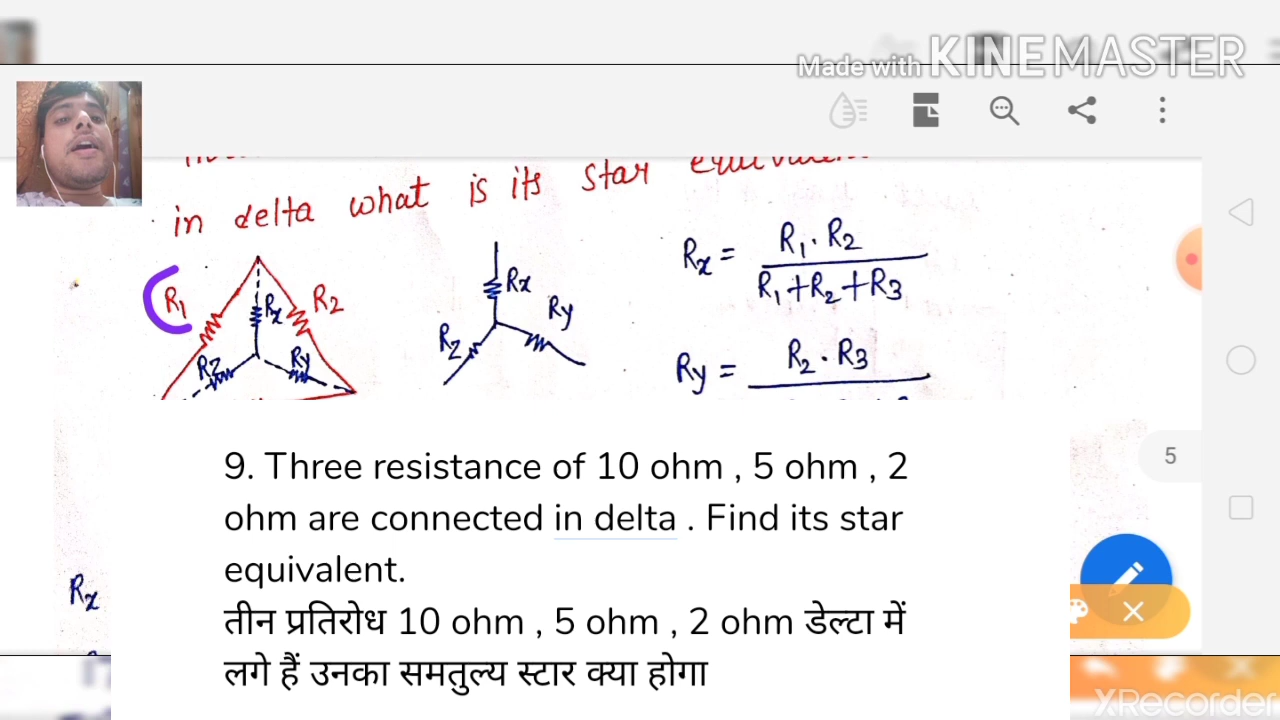 Made with KINEMASTER
in delta what is its star
R1
Rx
R2
Rz
Ry
Rx
Ry
Rz
Rx = R1 . R2
R1+R2+R3
Ry = R2 . R3
9. Three resistance of 10 ohm , 5 ohm , 2
ohm are connected in delta . Find its star
equivalent.
तीन प्रतिरोध 10 ohm , 5 ohm , 2 ohm डेल्टा में
लगे हैं उनका समतुल्य स्टार क्या होगा
5
Rx
XRecorder